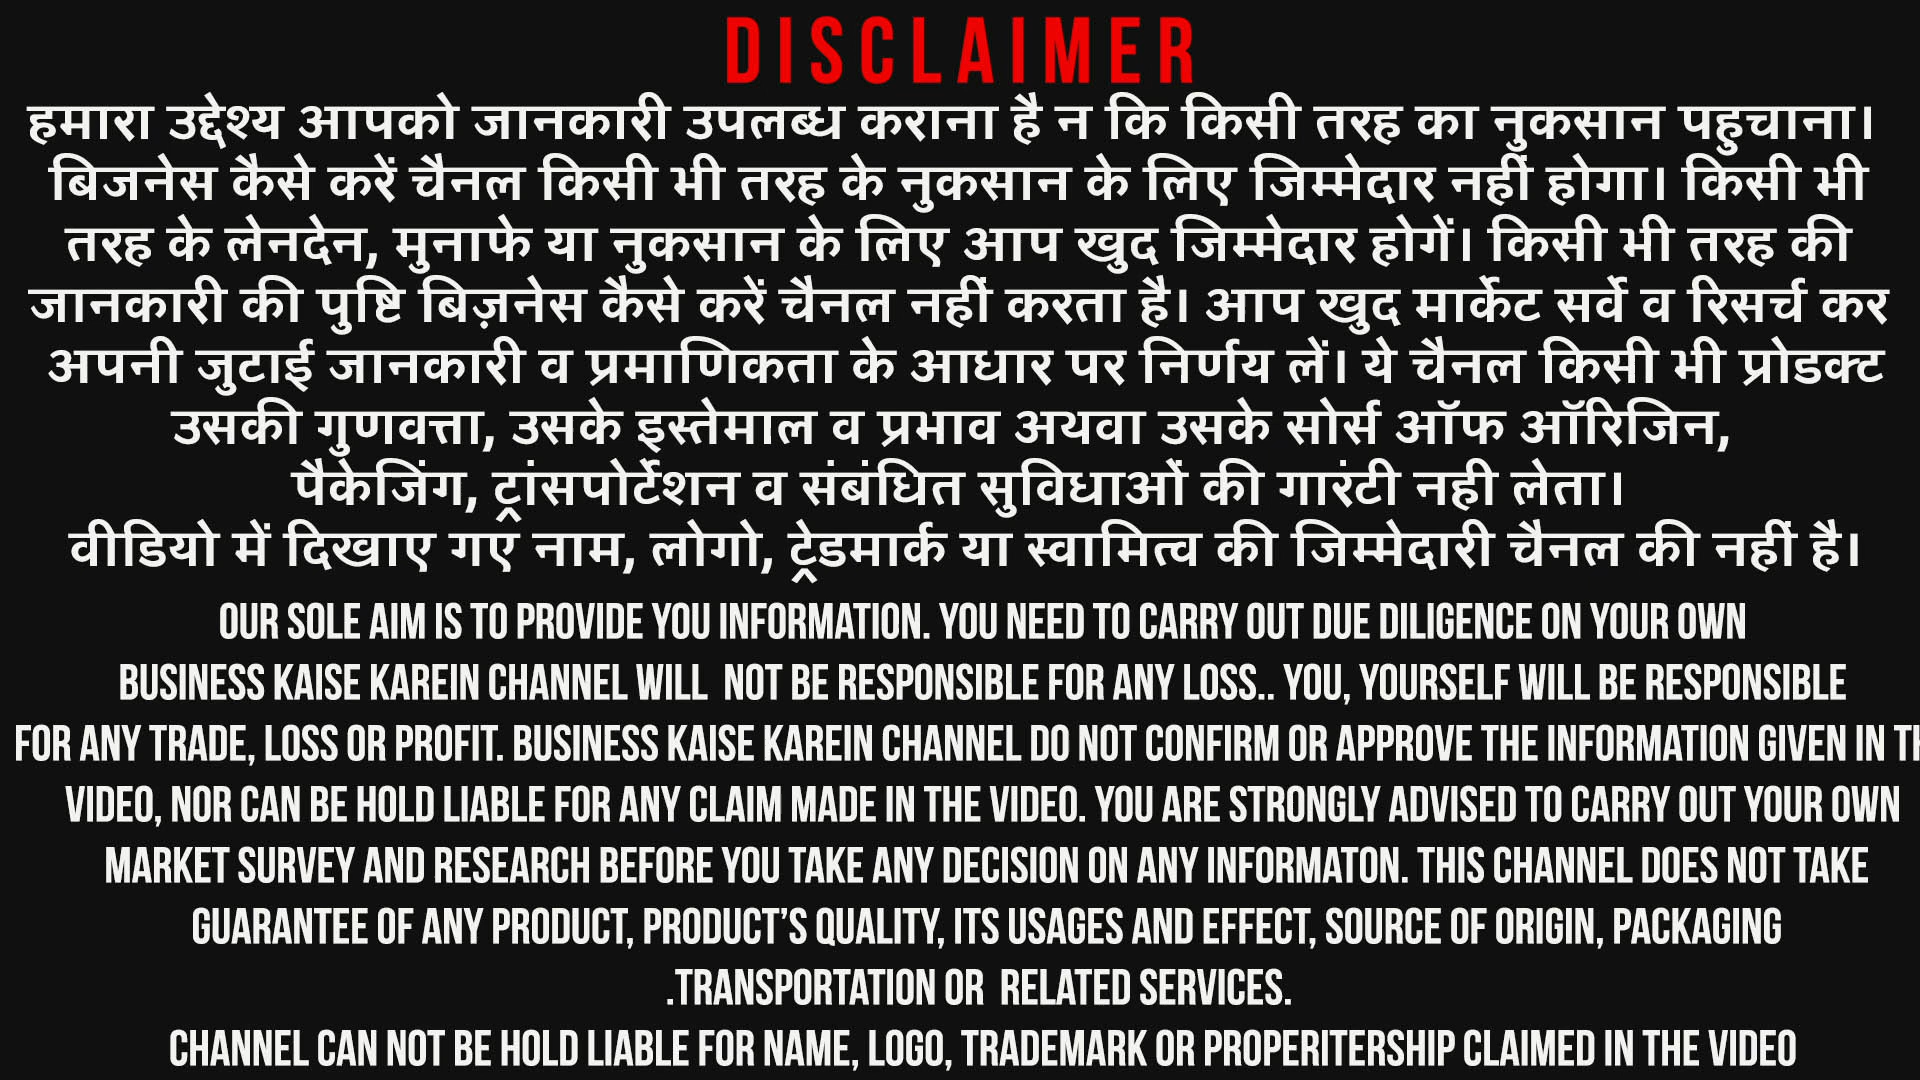 DISCLAIMER
हमारा उद्देश्य आपको जानकारी उपलब्ध कराना है न कि किसी तरह का नुकसान पहुचाना।
बिजनेस कैसे करें चैनल किसी भी तरह के नुकसान के लिए जिम्मेदार नहीं होगा। किसी भी
तरह के लेनदेन, मुनाफे या नुकसान के लिए आप खुद जिम्मेदार होगें। किसी भी तरह की
जानकारी की पुष्टि बिज़नेस कैसे करें चैनल नहीं करता है। आप खुद मार्केट सर्वे व रिसर्च कर
अपनी जुटाई जानकारी व प्रमाणिकता के आधार पर निर्णय लें। ये चैनल किसी भी प्रोडक्ट
उसकी गुणवत्ता, उसके इस्तेमाल व प्रभाव अथवा उसके सोर्स ऑफ ऑरिजिन,
पैकेजिंग, ट्रांसपोर्टेशन व संबंधित सुविधाओं की गारंटी नही लेता।
वीडियो में दिखाए गए नाम, लोगो, ट्रेडमार्क या स्वामित्व की जिम्मेदारी चैनल की नहीं है।
OUR SOLE AIM IS TO PROVIDE YOU INFORMATION. YOU NEED TO CARRY OUT DUE DILIGENCE ON YOUR OWN
BUSINESS KAISE KAREIN CHANNEL WILL  NOT BE RESPONSIBLE FOR ANY LOSS.. YOU, YOURSELF WILL BE RESPONSIBLE
FOR ANY TRADE, LOSS OR PROFIT. BUSINESS KAISE KAREIN CHANNEL DO NOT CONFIRM OR APPROVE THE INFORMATION GIVEN IN
VIDEO, NOR CAN BE HOLD LIABLE FOR ANY CLAIM MADE IN THE VIDEO. YOU ARE STRONGLY ADVISED TO CARRY OUT YOUR OWN
MARKET SURVEY AND RESEARCH BEFORE YOU TAKE ANY DECISION ON ANY INFORMATON. THIS CHANNEL DOES NOT TAKE
GUARANTEE OF ANY PRODUCT, PRODUCT'S QUALITY, ITS USAGES AND EFFECT, SOURCE OF ORIGIN, PACKAGING
.TRANSPORTATION OR  RELATED SERVICES.
CHANNEL CAN NOT BE HOLD LIABLE FOR NAME, LOGO, TRADEMARK OR PROPERITERSHIP CLAIMED IN THE VIDEO